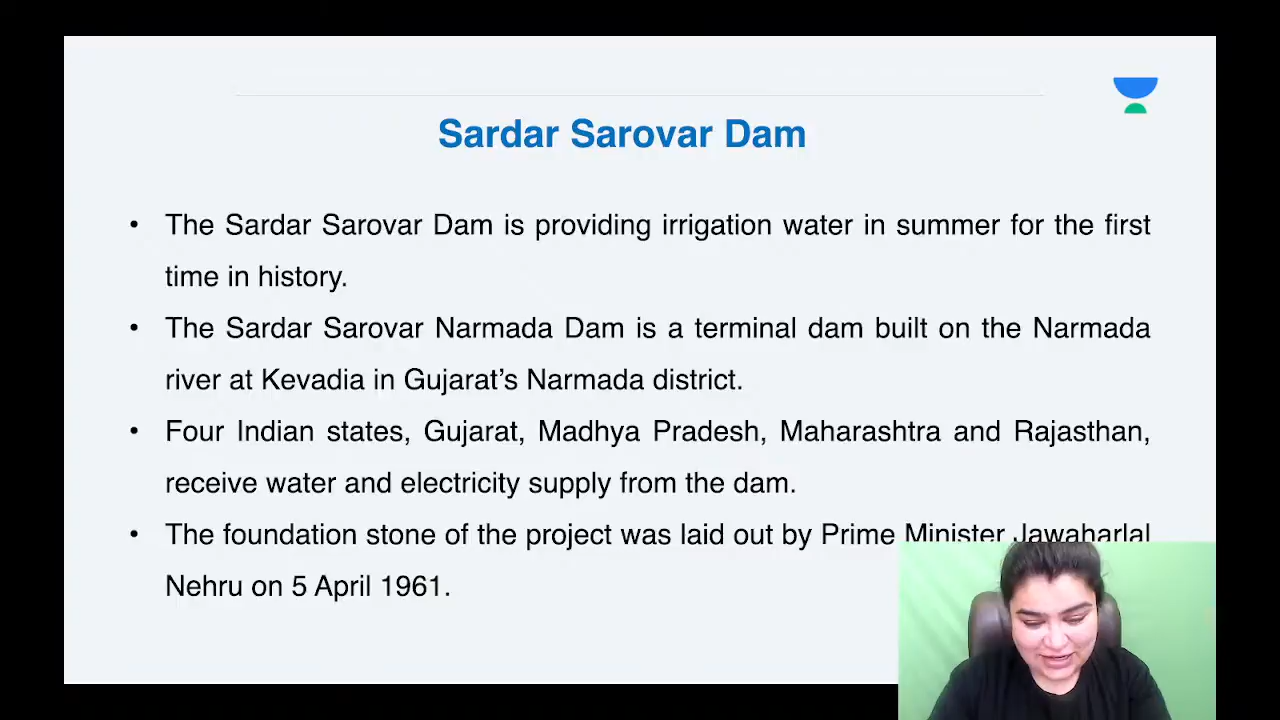 Sardar Sarovar Dam
• The Sardar Sarovar Dam is providing irrigation water in summer for the first
time in history.
• The Sardar Sarovar Narmada Dam is a terminal dam built on the Narmada
river at Kevadia in Gujarat’s Narmada district.
• Four Indian states, Gujarat, Madhya Pradesh, Maharashtra and Rajasthan,
receive water and electricity supply from the dam.
• The foundation stone of the project was laid out by Prime Minister Jawaharlal
Nehru on 5 April 1961.